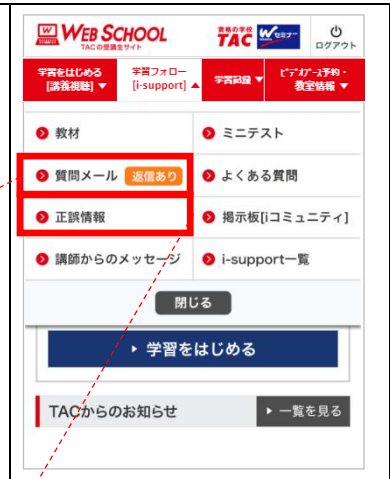 WEB SCHOOL
TAC の受講生サイト
資格の学校
TAC Wセミナー
ログアウト
学習をはじめる
[講義視聴] ▼
学習フォロー
[i-support] ▲
学習記録 ▼
ﾋﾞﾃﾞｵﾌﾞｰｽ予約・
教室情報 ▼
教材
ミニテスト
質問メール 返信あり
よくある質問
正誤情報
掲示板[iコミュニティ]
講師からのメッセージ
i-support一覧
閉じる
学習をはじめる
TACからのお知らせ
一覧を見る